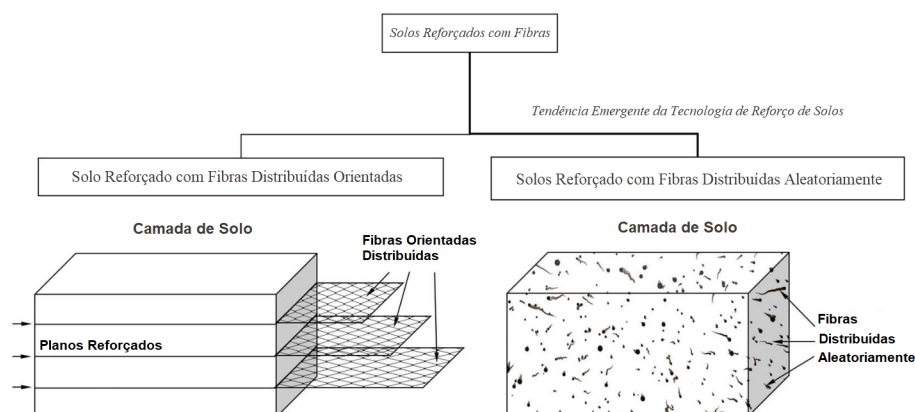 Solos Reforçados com Fibras
Tendência Emergente da Tecnologia de Reforço de Solos
Solo Reforçado com Fibras Distribuídas Orientadas
Solos Reforçado com Fibras Distribuídas Aleatoriamente
Camada de Solo
Fibras Orientadas
Distribuídas
Planos Reforçados
Camada de Solo
Fibras
Distribuídas
Aleatoriamente